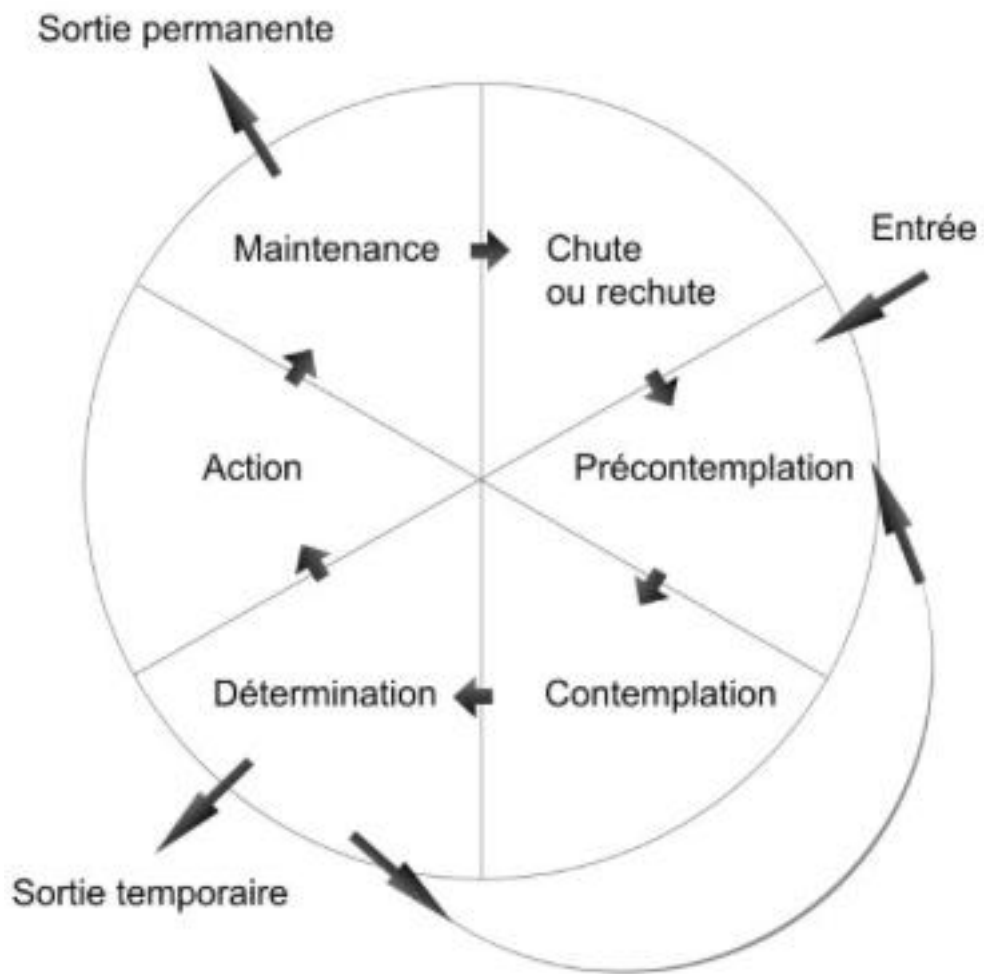 Sortie permanente
Entrée
Maintenance
Chute
ou rechute
Action
Précontemplation
Détermination
Contemplation
Sortie temporaire